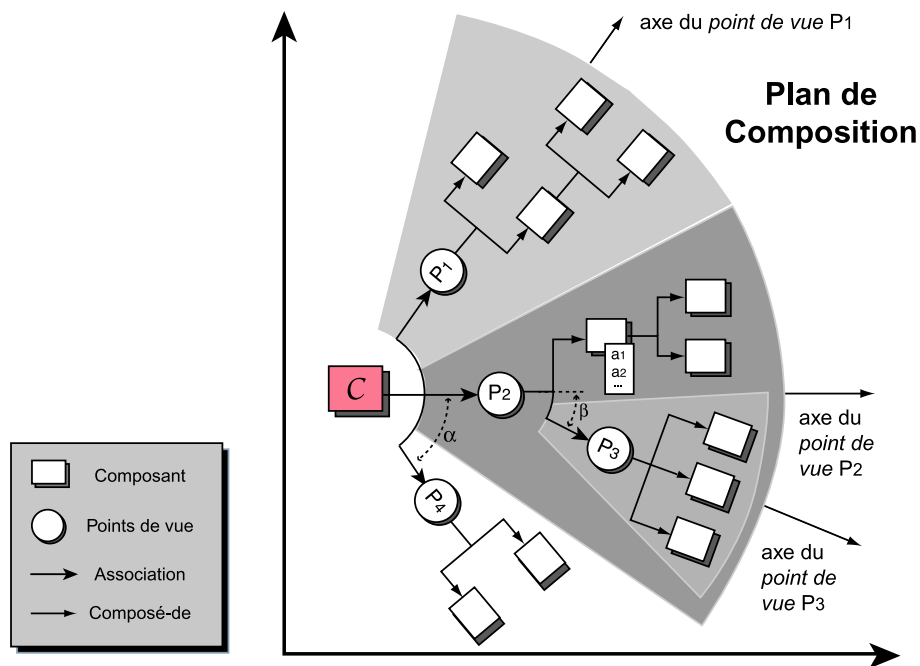 axe du point de vue P1
Plan de
Composition
P1
C
a1
a2
...
P2
β
α
P3
P4
axe du
point de
vue P2
axe du
point de
vue P3
Composant
Points de vue
Association
Composé-de